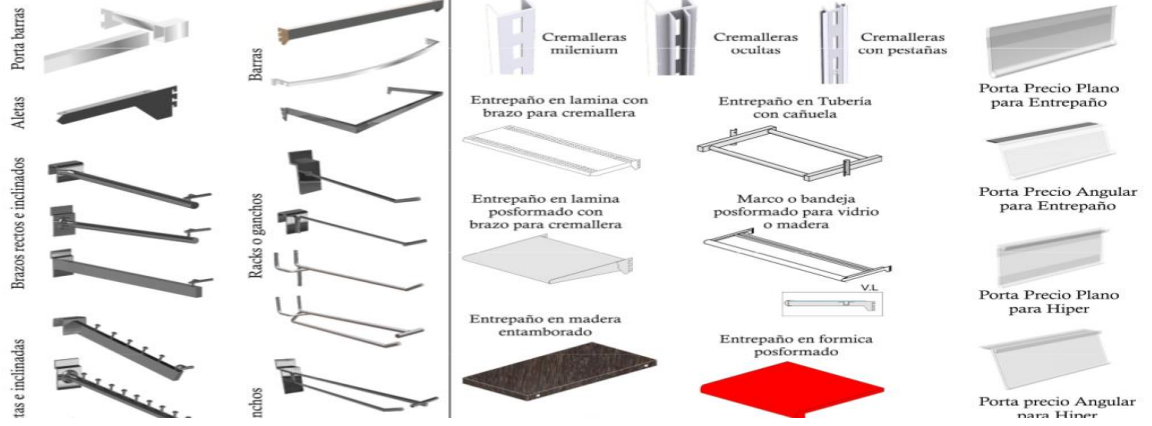 Porta barras
Aletas
Brazos rectos e inclinados
tas e inclinadas
Barras
Racks o ganchos
nchos
Cremalleras
milenium
Cremalleras
ocultas
Cremalleras
con pestañas
Entrepaño en lamina con
brazo para cremallera
Entrepaño en Tubería
con cañuela
Entrepaño en lamina
posformado con
brazo para cremallera
Marco o bandeja
posformado para vidrio
o madera
V.L
Entrepaño en madera
entamborado
Entrepaño en formica
posformado
Porta Precio Plano
para Entrepaño
Porta Precio Angular
para Entrepaño
Porta Precio Plano
para Hiper
Porta precio Angular
para Hiper